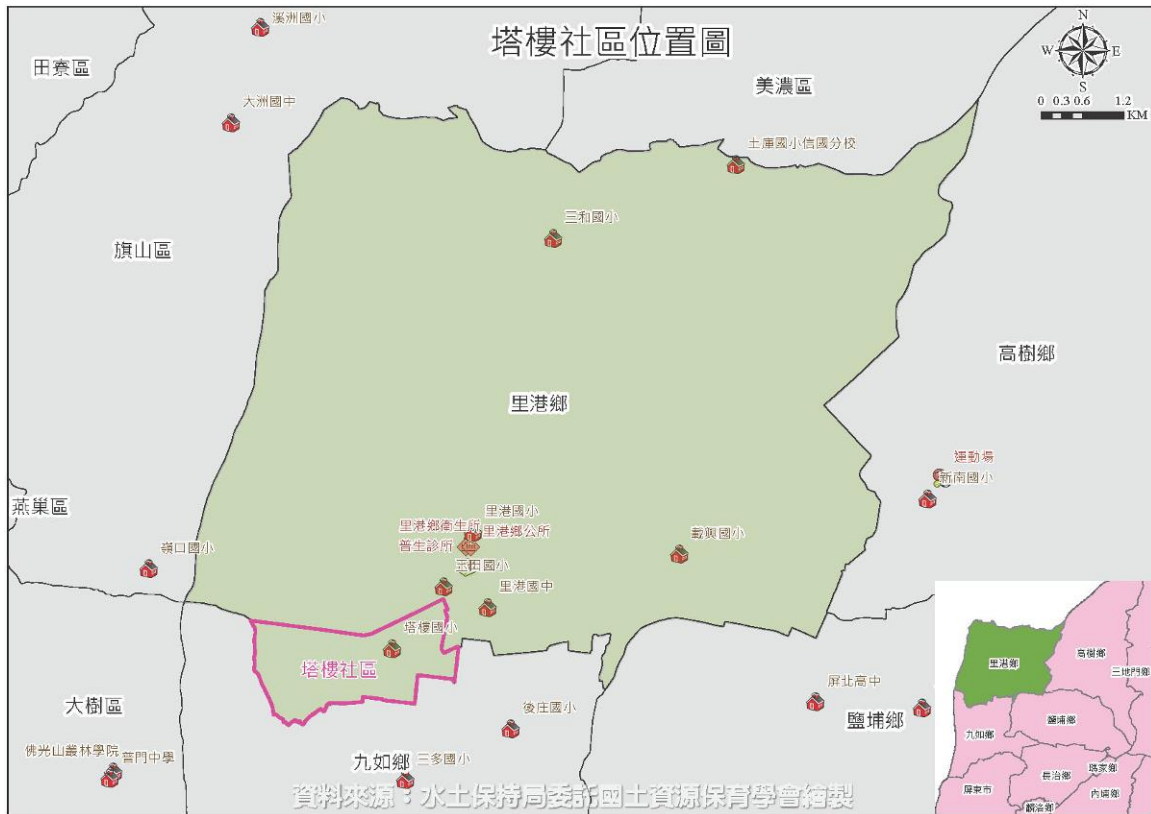 溪洲國小
塔樓社區位置圖
N
W E
S
田寮區
美濃區
0 0.3 0.6 1.2
KM
大洲國中
土庫國小信國分校
三和國小
旗山區
高樹鄉
里港鄉
運動場
新南國小
燕巢區
里港國小
里港鄉衛生所
里港鄉公所
普生診所
載興國小
嶺口國小
玉田國小
里港國中
塔樓國小
塔樓社區
大樹區
後庄國小
屏北高中
鹽埔鄉
佛光山叢林學院
普門中學
九如鄉
三多國小
資料來源：水土保持局委託國土資源保育學會繪製
里港鄉
高樹鄉
三地門鄉
九如鄉
鹽埔鄉
瑪家鄉
長治鄉
屏東市
內埔鄉
麟洛鄉